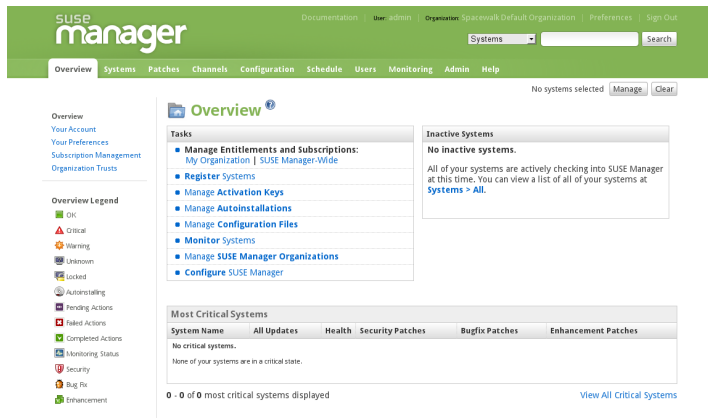 SUSE
manager
Documentation | User: admin | Organization: Spacewalk Default Organization | Preferences | Sign Out
Systems Search
Overview Systems Patches Channels Configuration Schedule Users Monitoring Admin Help
No systems selected Manage Clear
Overview
Your Account
Your Preferences
Subscription Management
Organization Trusts
Overview Legend
OK
Critical
Warning
Unknown
Locked
Autoinstalling
Pending Actions
Failed Actions
Completed Actions
Monitoring Status
Security
Bug Fix
Enhancement
Overview ?
Tasks
Manage Entitlements and Subscriptions:
My Organization | SUSE Manager-Wide
Register Systems
Manage Activation Keys
Manage Autoinstallations
Manage Configuration Files
Monitor Systems
Manage SUSE Manager Organizations
Configure SUSE Manager
Inactive Systems
No inactive systems.
All of your systems are actively checking into SUSE Manager
at this time. You can view a list of all of your systems at
Systems > All.
Most Critical Systems
System Name All Updates Health Security Patches Bugfix Patches Enhancement Patches
No critical systems.
None of your systems are in a critical state.
0 - 0 of 0 most critical systems displayed
View All Critical Systems